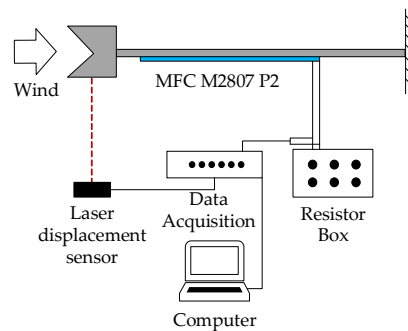 Wind
MFC M2807 P2
Laser
displacement
sensor
Data
Acquisition
Resistor
Box
Computer